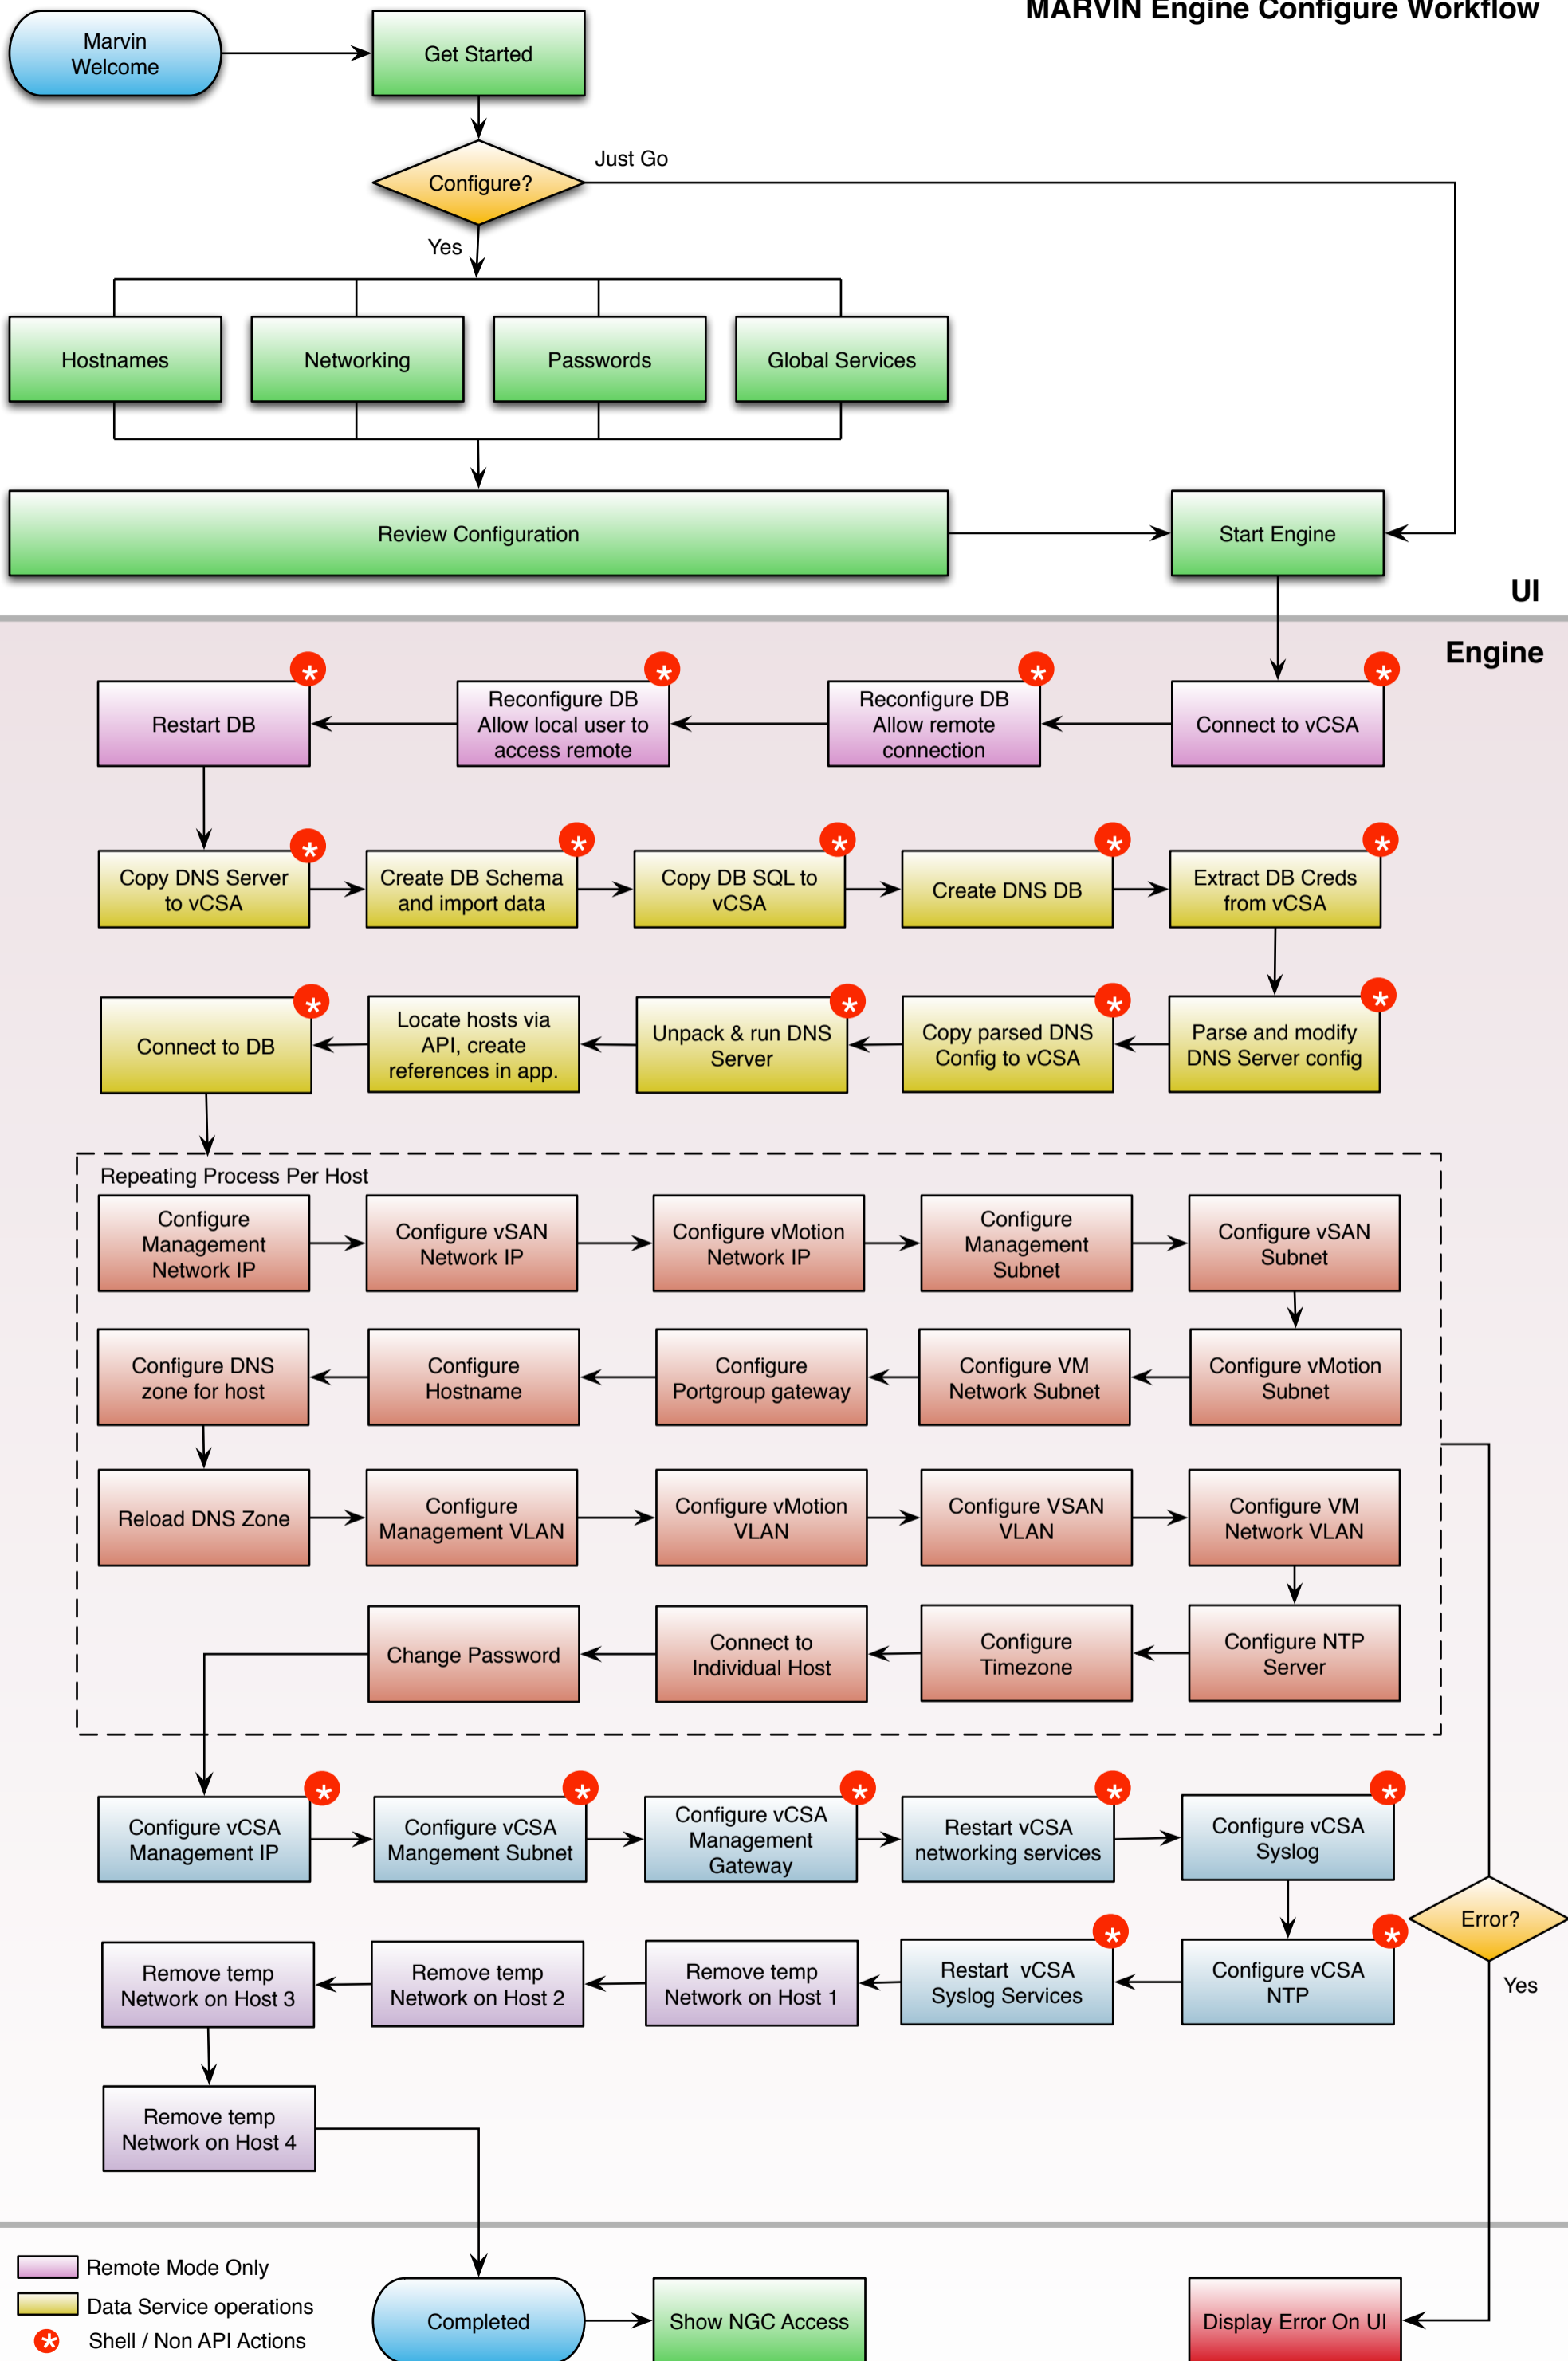 MARVIN Engine Configure Workflow
Marvin
Welcome
Get Started
Configure?
Just Go
Yes
Hostnames
Networking
Passwords
Global Services
Review Configuration
Start Engine
UI
Engine
*
*
*
*
Restart DB
Reconfigure DB
Allow local user to
access remote
Reconfigure DB
Allow remote
connection
Connect to vCSA
*
*
*
*
*
Copy DNS Server
to vCSA
Create DB Schema
and import data
Copy DB SQL to
vCSA
Create DNS DB
Extract DB Creds
from vCSA
*
*
*
*
Connect to DB
Locate hosts via
API, create
references in app.
Unpack & run DNS
Server
Copy parsed DNS
Config to vCSA
Parse and modify
DNS Server config
Repeating Process Per Host
Configure
Management
Network IP
Configure vSAN
Network IP
Configure vMotion
Network IP
Configure
Management
Subnet
Configure vSAN
Subnet
Configure DNS
zone for host
Configure
Hostname
Configure
Portgroup gateway
Configure VM
Network Subnet
Configure vMotion
Subnet
Reload DNS Zone
Configure
Management VLAN
Configure vMotion
VLAN
Configure VSAN
VLAN
Configure VM
Network VLAN
Change Password
Connect to
Individual Host
Configure
Timezone
Configure NTP
Server
*
*
*
*
*
Configure vCSA
Management IP
Configure vCSA
Mangement Subnet
Configure vCSA
Management
Gateway
Restart vCSA
networking services
Configure vCSA
Syslog
Error?
Yes
*
*
Remove temp
Network on Host 3
Remove temp
Network on Host 2
Remove temp
Network on Host 1
Restart  vCSA
Syslog Services
Configure vCSA
NTP
Remove temp
Network on Host 4
Remote Mode Only
Data Service operations
* Shell / Non API Actions
Completed
Show NGC Access
Display Error On UI